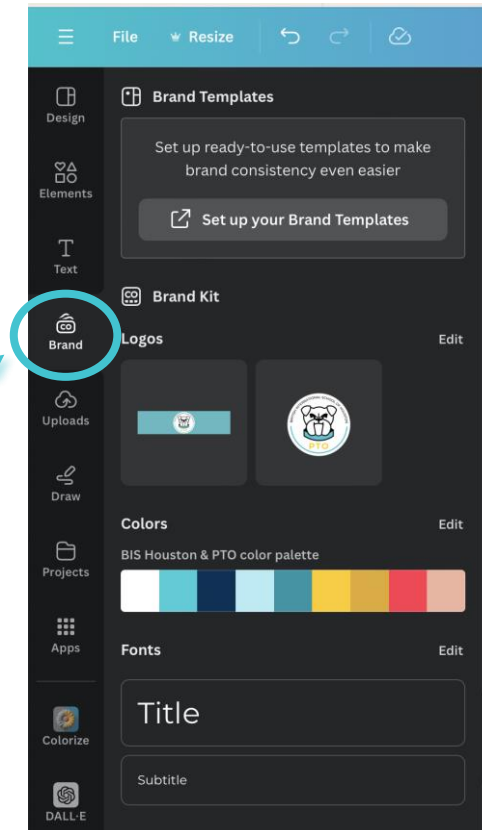 File
Resize
Design
Elements
Text
Brand
Uploads
Draw
Projects
Apps
Colorize
DALL·E
Brand Templates
Set up ready-to-use templates to make
brand consistency even easier
Set up your Brand Templates
Brand Kit
Logos
Edit
PTO
Colors
Edit
BIS Houston & PTO color palette
Fonts
Edit
Title
Subtitle